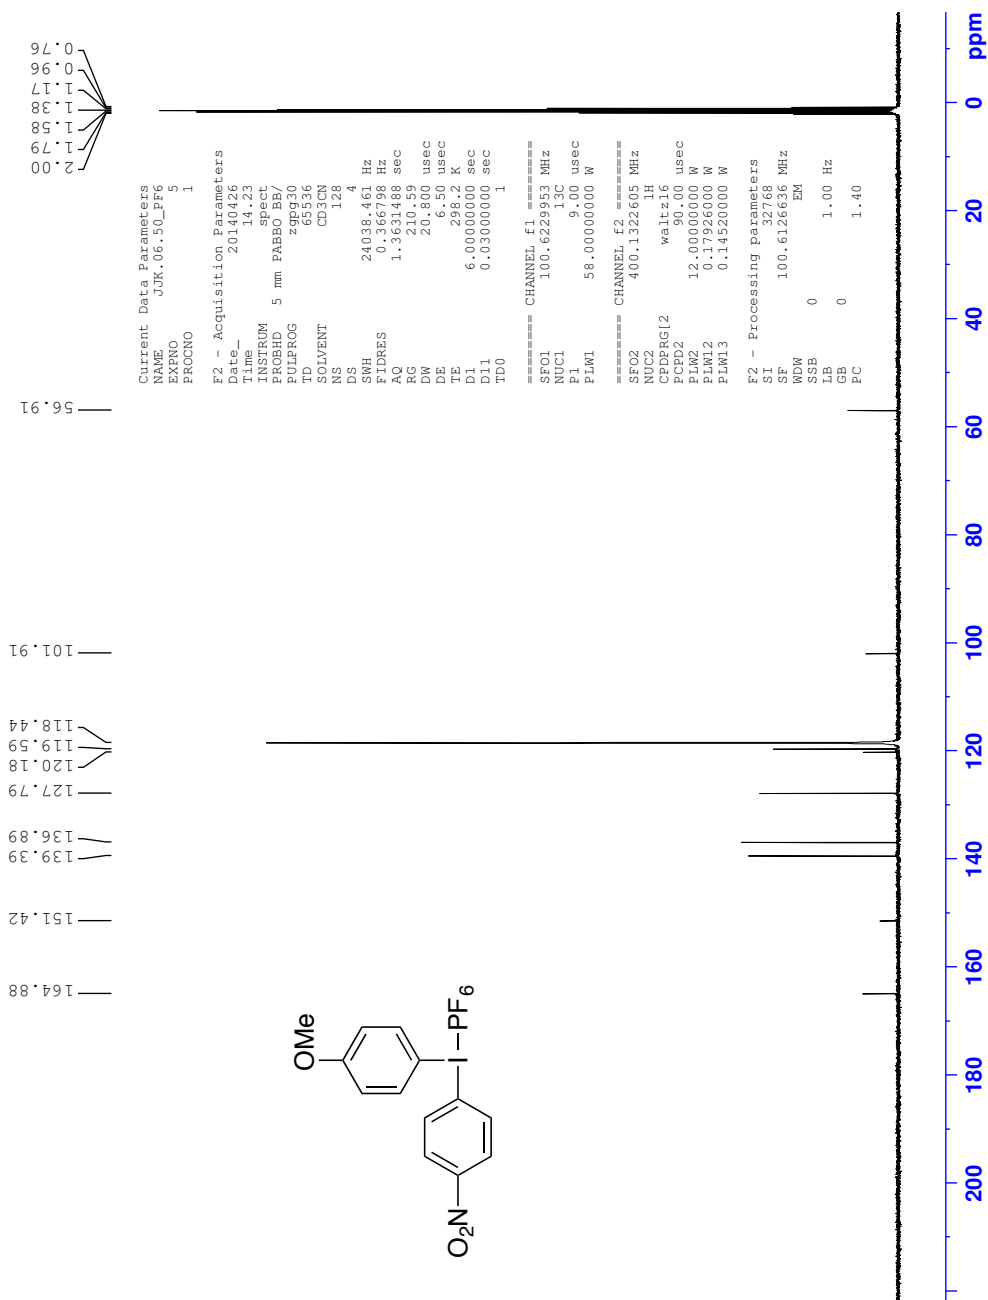 164.88
151.42
139.39
136.89
127.79
120.18
119.59
118.44
101.91
56.91
2.00
1.79
1.58
1.38
1.17
0.96
0.76
Current Data Parameters
NAME JJK.06.50_PF6
EXPNO 5
PROCNO 1
F2 - Acquisition Parameters
Date_ 20140426
Time 14.23
INSTRUM spect
PROBHD 5 mm PABBO BB/
PULPROG zgpg30
TD 65536
SOLVENT CD3CN
NS 128
DS 4
SWH 24038.461 Hz
FIDRES 0.366798 Hz
AQ 1.3631488 sec
RG 210.59
DW 20.800 usec
DE 6.50 usec
TE 298.2 K
D1 6.00000000 sec
D11 0.03000000 sec
TD0 1
======== CHANNEL f1 ========
SFO1 100.6229953 MHz
NUC1 13C
P1 9.00 usec
PLW1 58.00000000 W
======== CHANNEL f2 ========
SFO2 400.1322605 MHz
NUC2 1H
CPDPRG[2 waltz16
PCPD2 90.00 usec
PLW2 12.00000000 W
PLW12 0.17926000 W
PLW13 0.14520000 W
F2 - Processing parameters
SI 32768
SF 100.6126636 MHz
WDW EM
SSB 0
LB 1.00 Hz
GB 0
PC 1.40
OMe
I-PF6
O2N
200 180 160 140 120 100 80 60 40 20 0 ppm